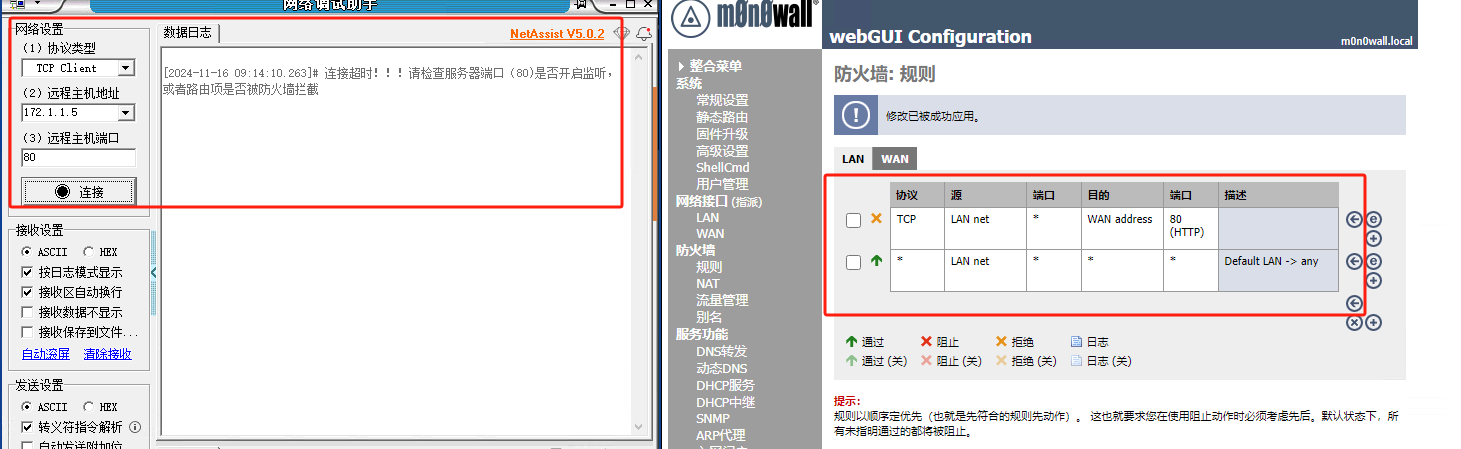 网络调试助手
网络设置
(1) 协议类型
TCP Client
(2) 远程主机地址
172.1.1.5
(3) 远程主机端口
80
连接
接收设置
ASCII HEX
按日志模式显示
接收区自动换行
接收数据不显示
接收保存到文件...
自动滚屏 清除接收
发送设置
ASCII HEX
转义符指令解析
自动发送附加位
数据日志
NetAssist V5.0.2
[2024-11-16 09:14:10.263]# 连接超时！！！请检查服务器端口 (80)是否开启监听，
或者路由项是否被防火墙拦截
m0n0wall®
webGUI Configuration
m0n0wall.local
整合菜单
系统
常规设置
静态路由
固件升级
高级设置
ShellCmd
用户管理
网络接口 (指派)
LAN
WAN
防火墙
规则
NAT
流量管理
别名
服务功能
DNS转发
动态DNS
DHCP服务
DHCP中继
SNMP
ARP代理
防火墙: 规则
修改已被成功应用。
LAN WAN
协议 源 端口 目的 端口 描述
TCP LAN net * WAN address 80
(HTTP)
* LAN net * * * Default LAN -> any
通过 阻止 拒绝 日志
通过 (关) 阻止 (关) 拒绝 (关) 日志 (关)
提示:
规则以顺序定优先（也就是先符合的规则先动作）。 这也就要求您在使用阻止动作时必须考虑先后。默认状态下，所
有未指明通过的都将被阻止。